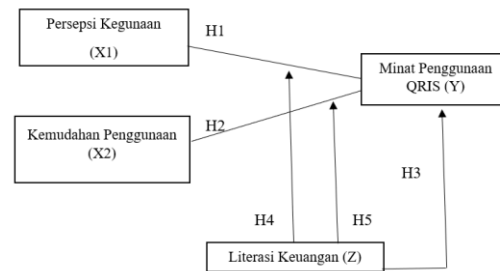 Persepsi Kegunaan
(X1)
H1
Minat Penggunaan
QRIS (Y)
Kemudahan Penggunaan
(X2)
H2
H3
H4
H5
Literasi Keuangan (Z)